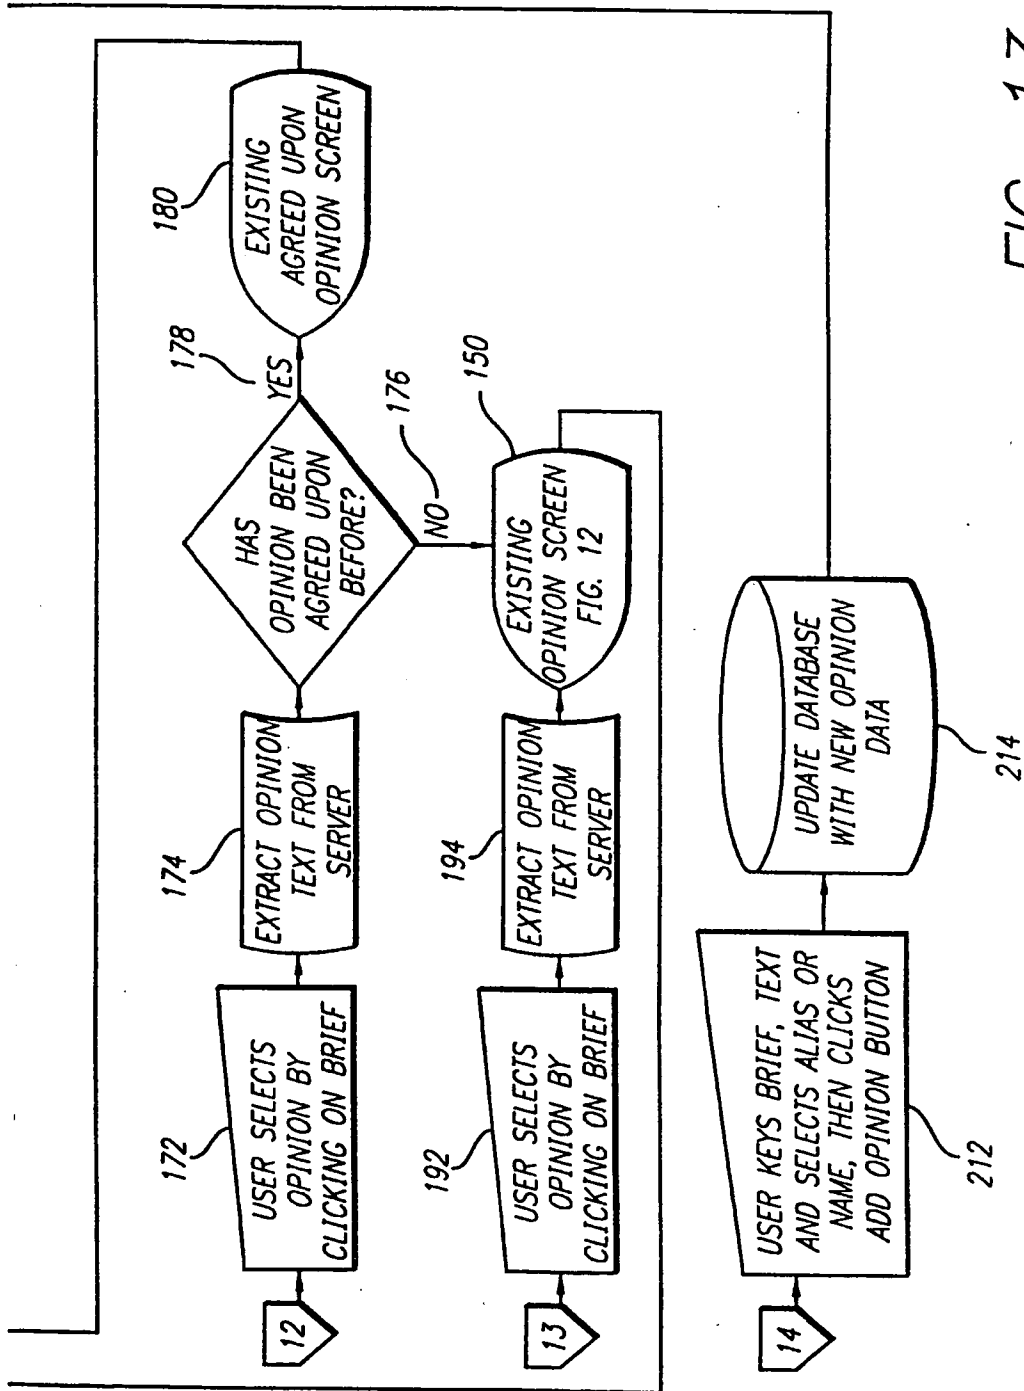 12
172
USER SELECTS
OPINION BY
CLICKING ON BRIEF
174
EXTRACT OPINION
TEXT FROM
SERVER
HAS
OPINION BEEN
AGREED UPON
BEFORE?
178
YES
180
EXISTING
AGREED UPON
OPINION SCREEN
176
NO
13
192
USER SELECTS
OPINION BY
CLICKING ON BRIEF
194
EXTRACT OPINION
TEXT FROM
SERVER
150
EXISTING
OPINION SCREEN
FIG. 12
14
USER KEYS BRIEF, TEXT
AND SELECTS ALIAS OR
NAME, THEN CLICKS
ADD OPINION BUTTON
212
UPDATE DATABASE
WITH NEW OPINION
DATA
214
FIG